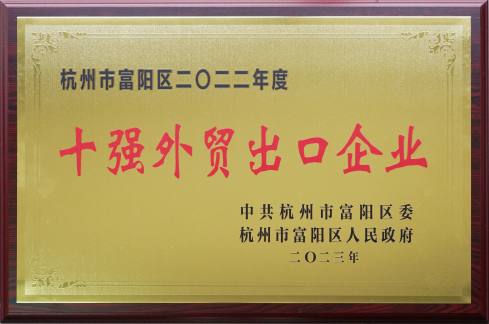 杭州市富阳区二〇二二年度
十强外贸出口企业
中共杭州市富阳区委
杭州市富阳区人民政府
二〇二三年